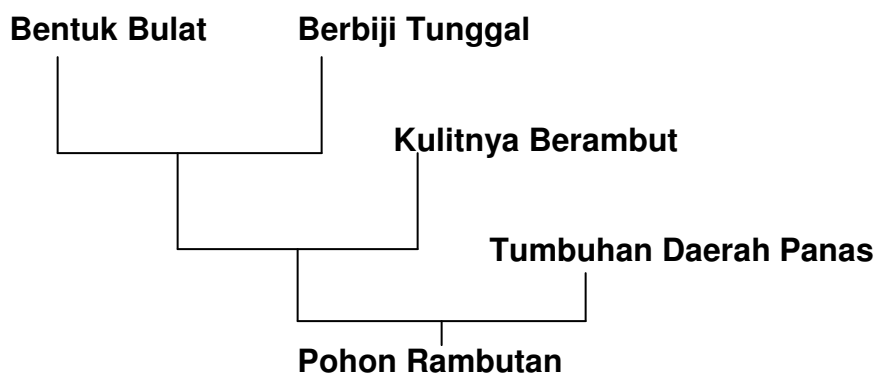 Bentuk Bulat Berbiji Tunggal
Kulitnya Berambut
Tumbuhan Daerah Panas
Pohon Rambutan